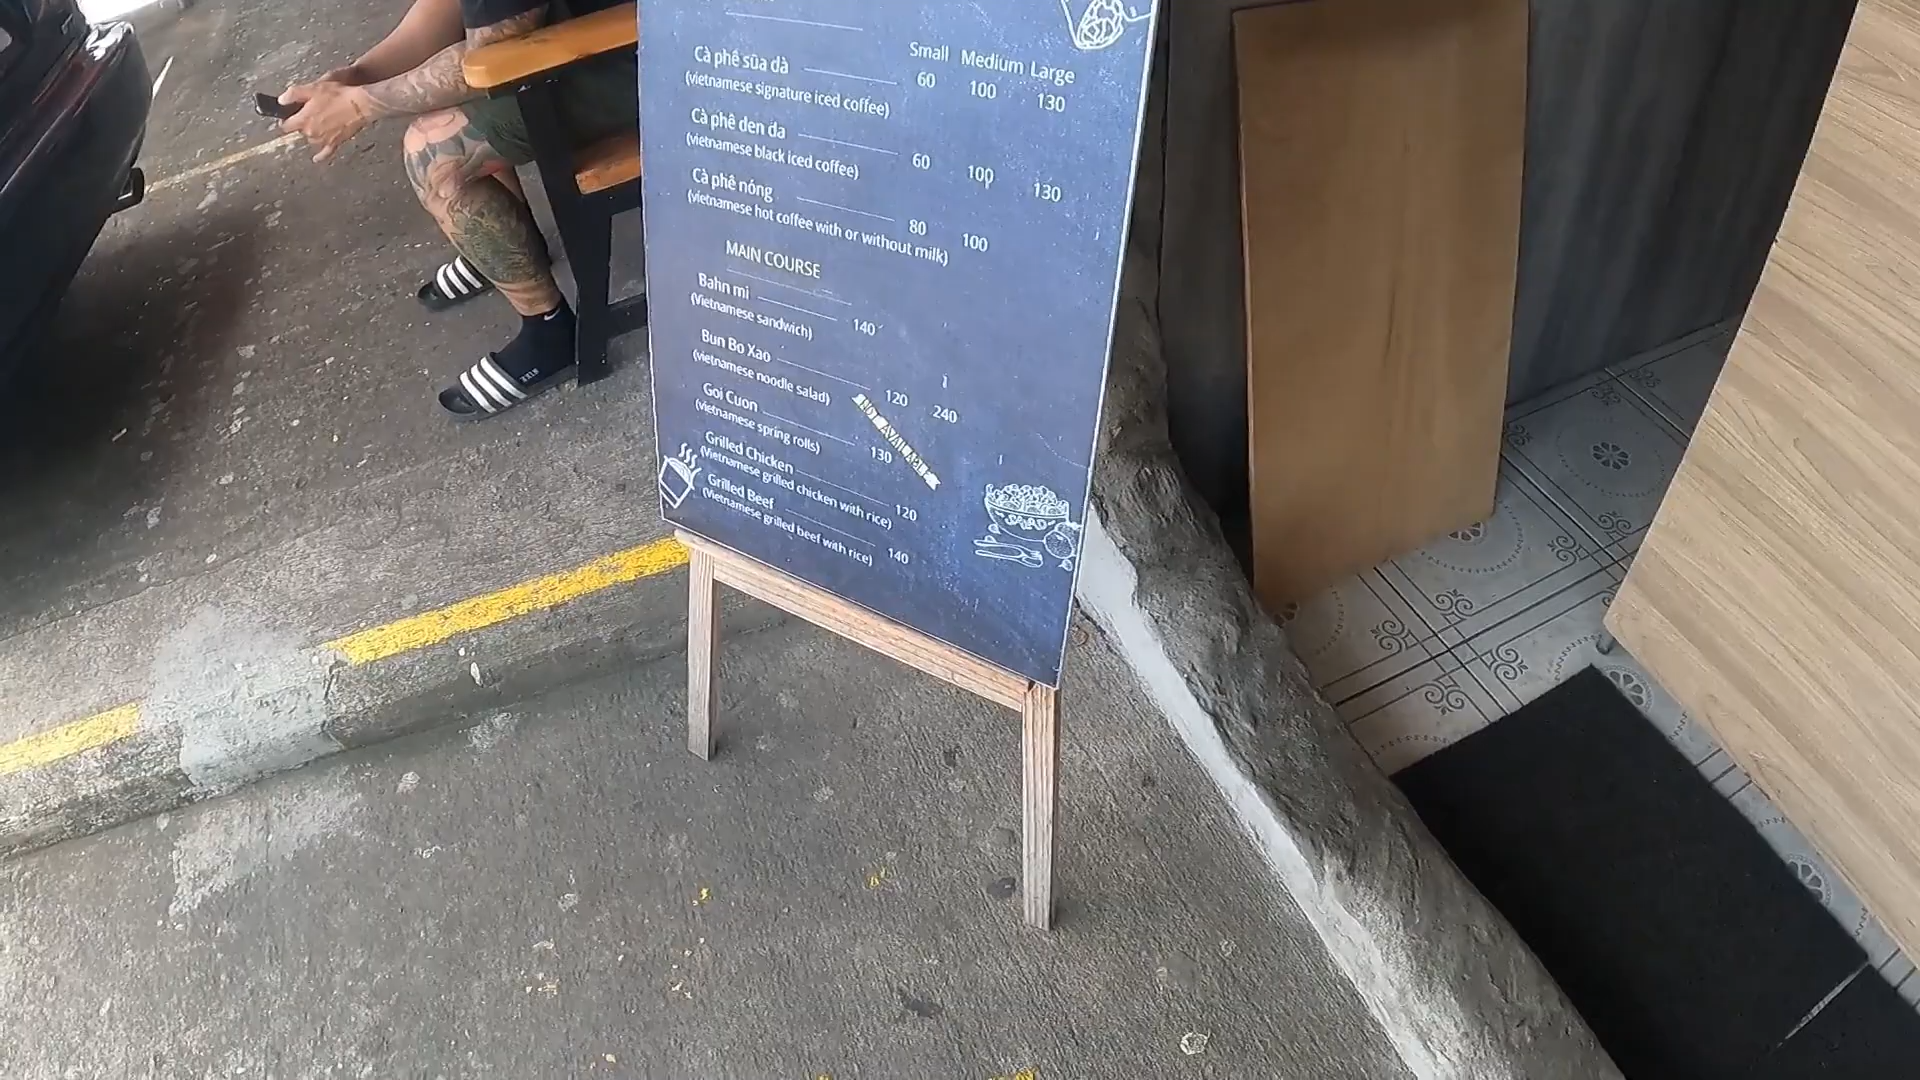 Small Medium Large
Cà phê sũa dà 60 100 130
(vietnamese signature iced coffee)
Cà phê den da 60 100 130
(vietnamese black iced coffee)
Cà phê nóng 80 100
(vietnamese hot coffee with or without milk)
MAIN COURSE
Bahn mi 140
(Vietnamese sandwich)
Bun Bo Xao 120 240
(vietnamese noodle salad)
NOT AVAILABLE
Goi Cuon 130
(vietnamese spring rolls)
Grilled Chicken 120
(Vietnamese grilled chicken with rice)
Grilled Beef 140
(Vietnamese grilled beef with rice)
SALAD